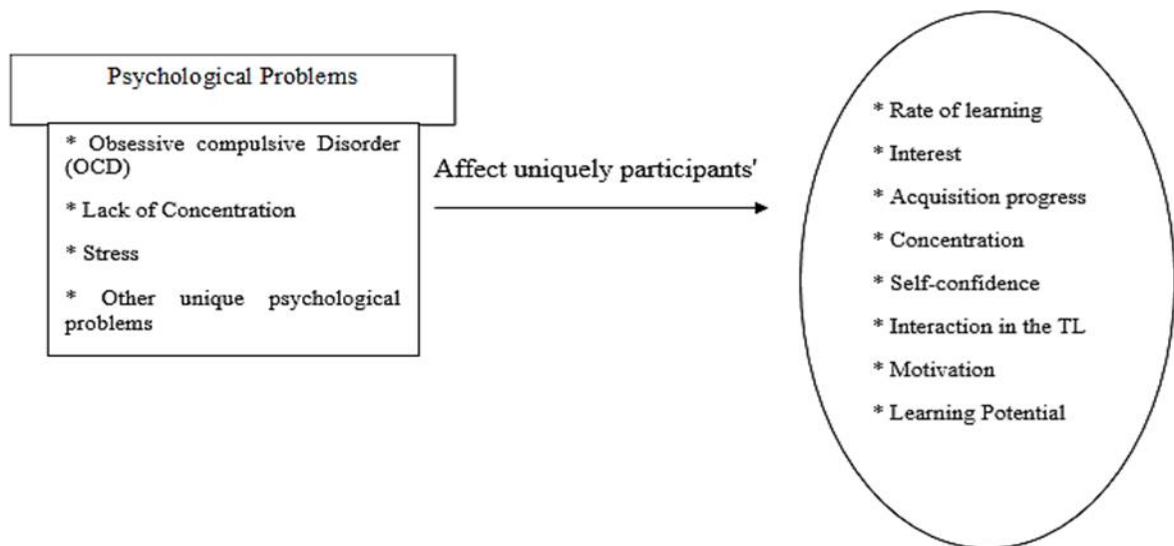 Psychological Problems
* Obsessive compulsive Disorder
(OCD)
* Lack of Concentration
* Stress
* Other unique psychological
problems
Affect uniquely participants'
* Rate of learning
* Interest
* Acquisition progress
* Concentration
* Self-confidence
* Interaction in the TL
* Motivation
* Learning Potential